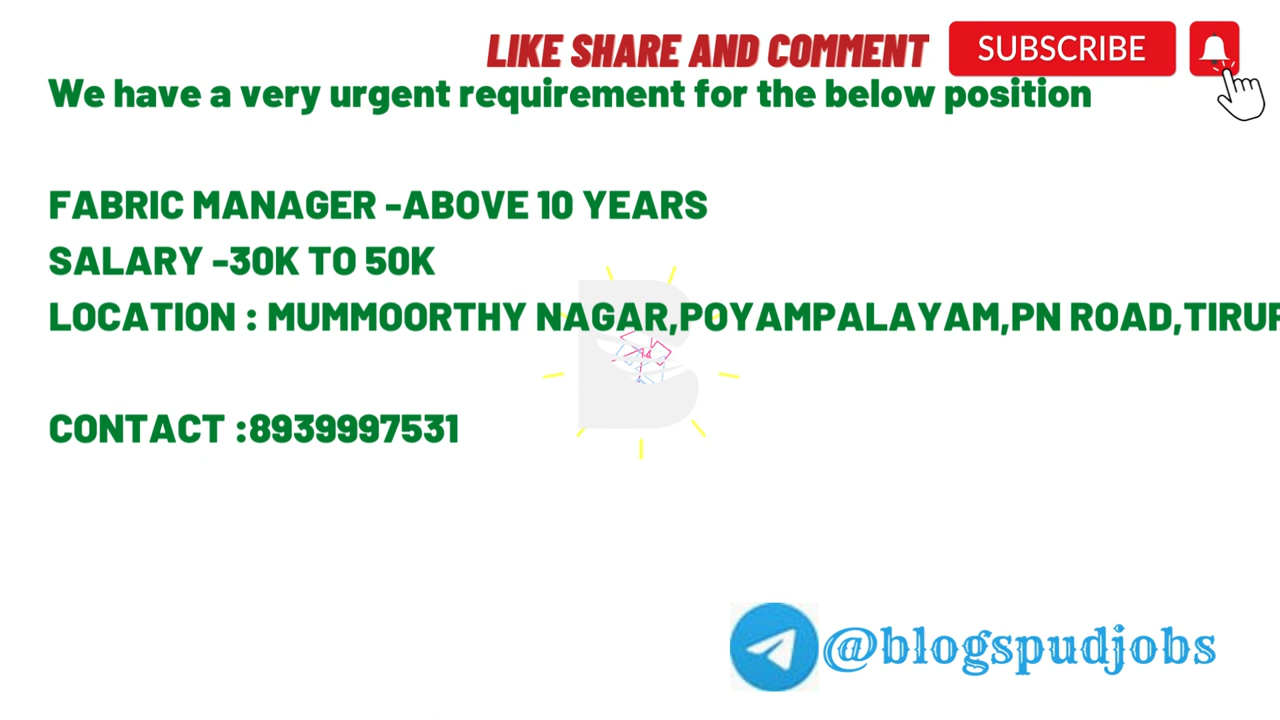 LIKE SHARE AND COMMENT
SUBSCRIBE
We have a very urgent requirement for the below position
FABRIC MANAGER -ABOVE 10 YEARS
SALARY -30K TO 50K
LOCATION : MUMMOORTHY NAGAR,POYAMPALAYAM,PN ROAD,
CONTACT :8939997531
@blogspudjobs